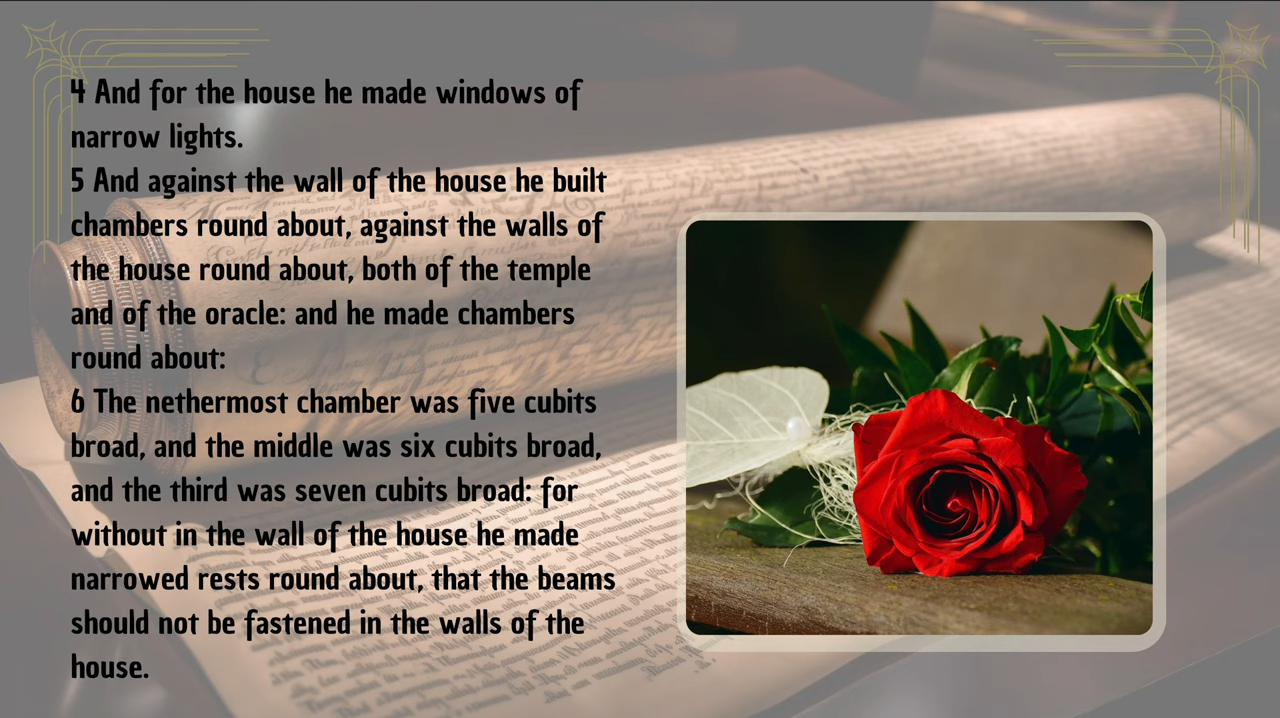 4 And for the house he made windows of
narrow lights.
5 And against the wall of the house he built
chambers round about, against the walls of
the house round about, both of the temple
and of the oracle: and he made chambers
round about:
6 The nethermost chamber was five cubits
broad, and the middle was six cubits broad,
and the third was seven cubits broad: for
without in the wall of the house he made
narrowed rests round about, that the beams
should not be fastened in the walls of the
house.